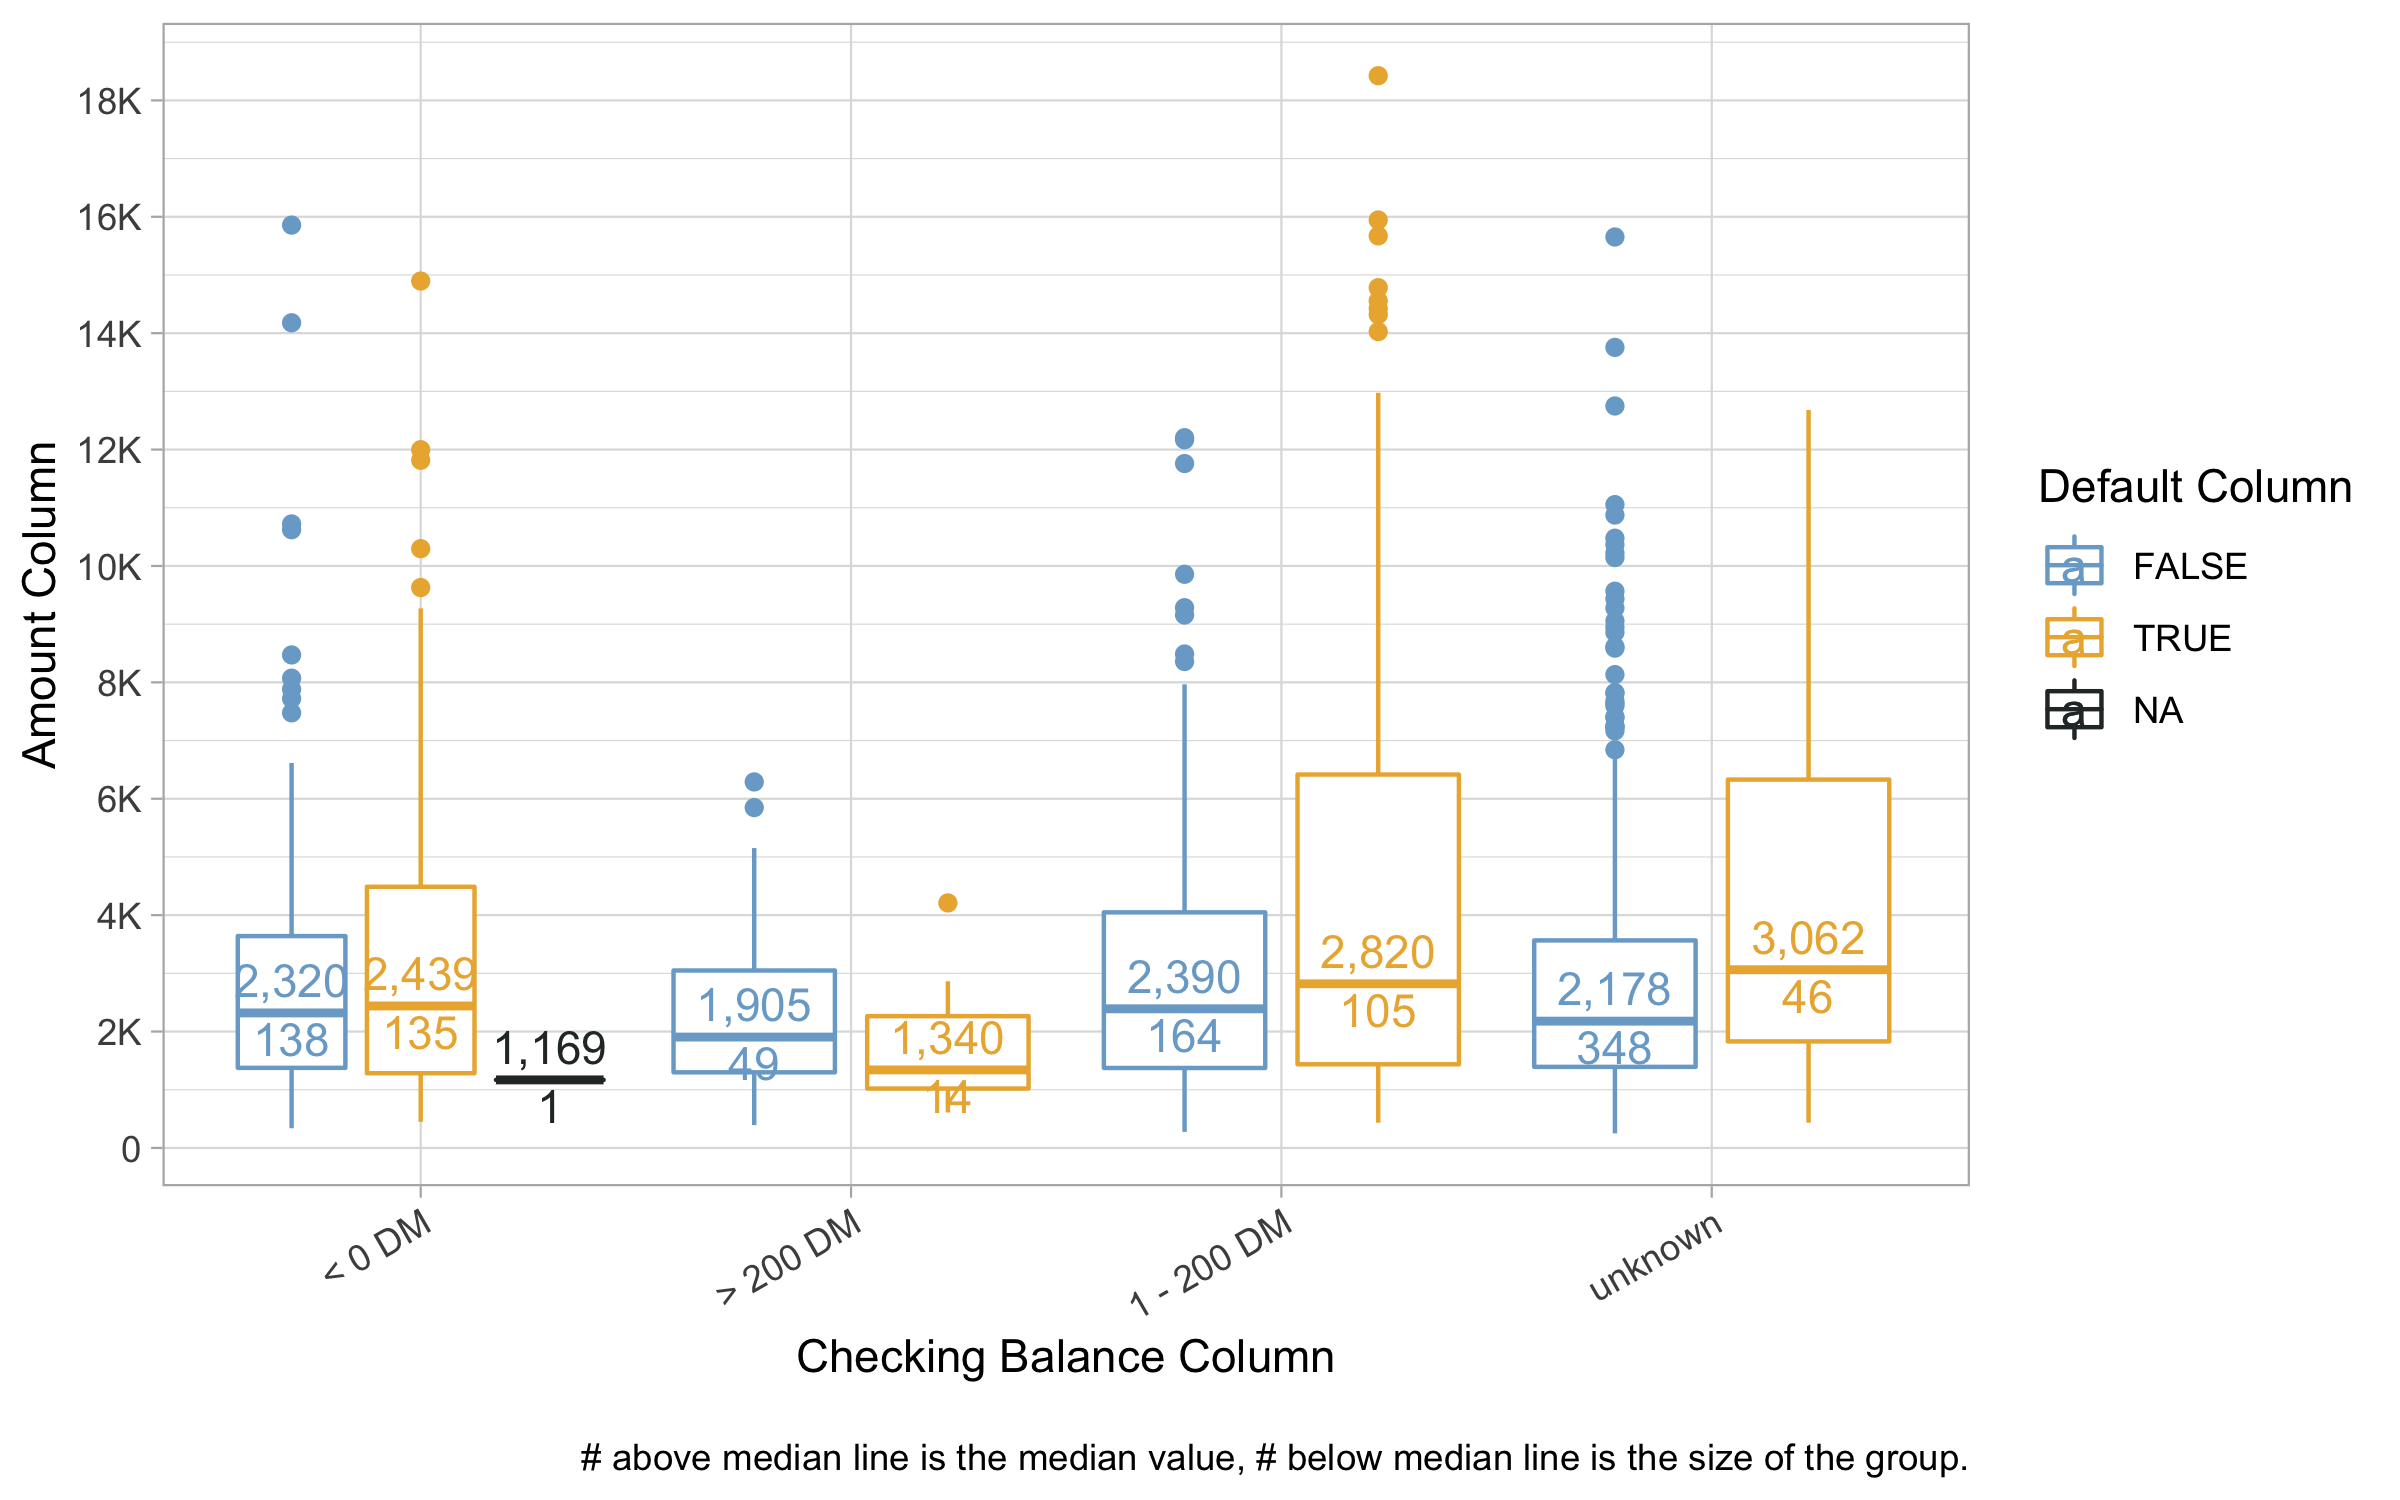 18K
16K
14K
12K
10K
8K
6K
4K
2K
0
Amount Column
2,320
138
2,439
135
1,169
1
1,905
49
1,340
14
2,390
164
2,820
105
2,178
348
3,062
46
< 0 DM
> 200 DM
1 - 200 DM
unknown
Checking Balance Column
Default Column
a FALSE
a TRUE
a NA
# above median line is the median value, # below median line is the size of the group.